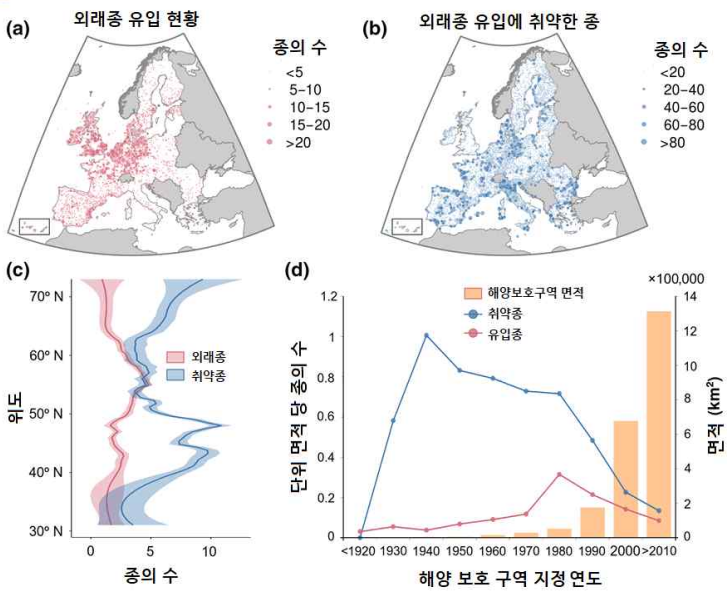 (a)
외래종 유입 현황
종의 수
<5
5-10
10-15
15-20
>20
(b)
외래종 유입에 취약한 종
종의 수
<20
20-40
40-60
60-80
>80
(c)
70º N
60º N
50º N
40º N
30º N
위도
외래종
취약종
0
5
10
종의 수
(d)
×100,000
해양보호구역 면적
취약종
유입종
1.2
1
0.8
0.6
0.4
0.2
0
단위 면적 당 종의 수
14
12
10
8
6
4
2
0
면적 (km²)
<1920 1930 1940 1950 1960 1970 1980 1990 2000 >2010
해양 보호 구역 지정 연도